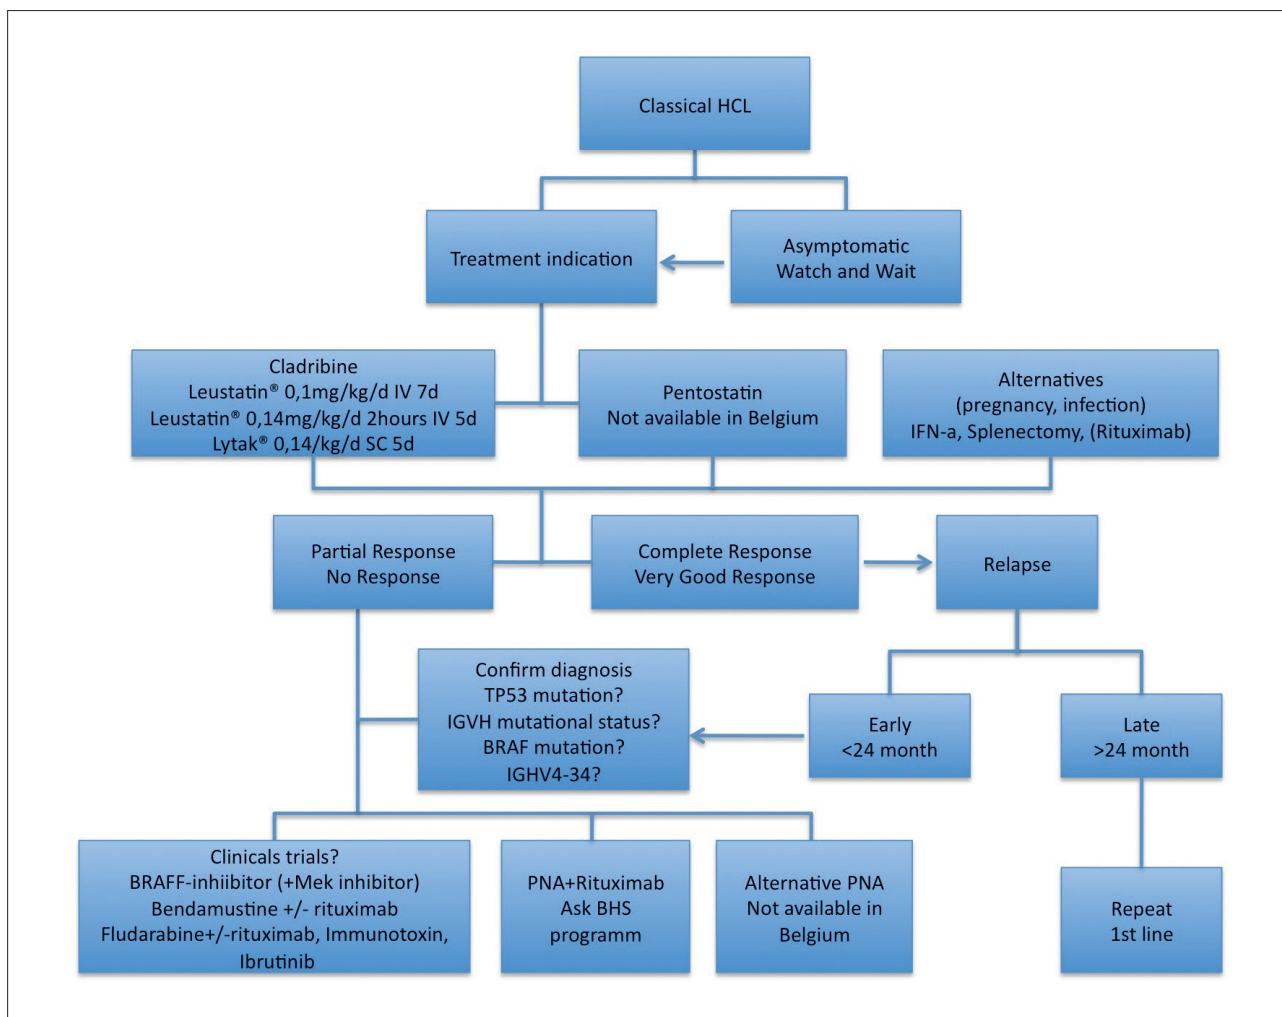 Classical HCL
Treatment indication
Asymptomatic
Watch and Wait
Cladribine
Leustatin® 0,1mg/kg/d IV 7d
Leustatin® 0,14mg/kg/d 2hours IV 5d
Lytak® 0,14/kg/d SC 5d
Pentostatin
Not available in Belgium
Alternatives
(pregnancy, infection)
IFN-a, Splenectomy, (Rituximab)
Partial Response
No Response
Complete Response
Very Good Response
Relapse
Confirm diagnosis
TP53 mutation?
IGVH mutational status?
BRAF mutation?
IGHV4-34?
Early
<24 month
Late
>24 month
Clinicals trials?
BRAFF-inhiibitor (+Mek inhibitor)
Bendamustine +/- rituximab
Fludarabine+/-rituximab, Immunotoxin,
Ibrutinib
PNA+Rituximab
Ask BHS
programm
Alternative PNA
Not available in
Belgium
Repeat
1st line